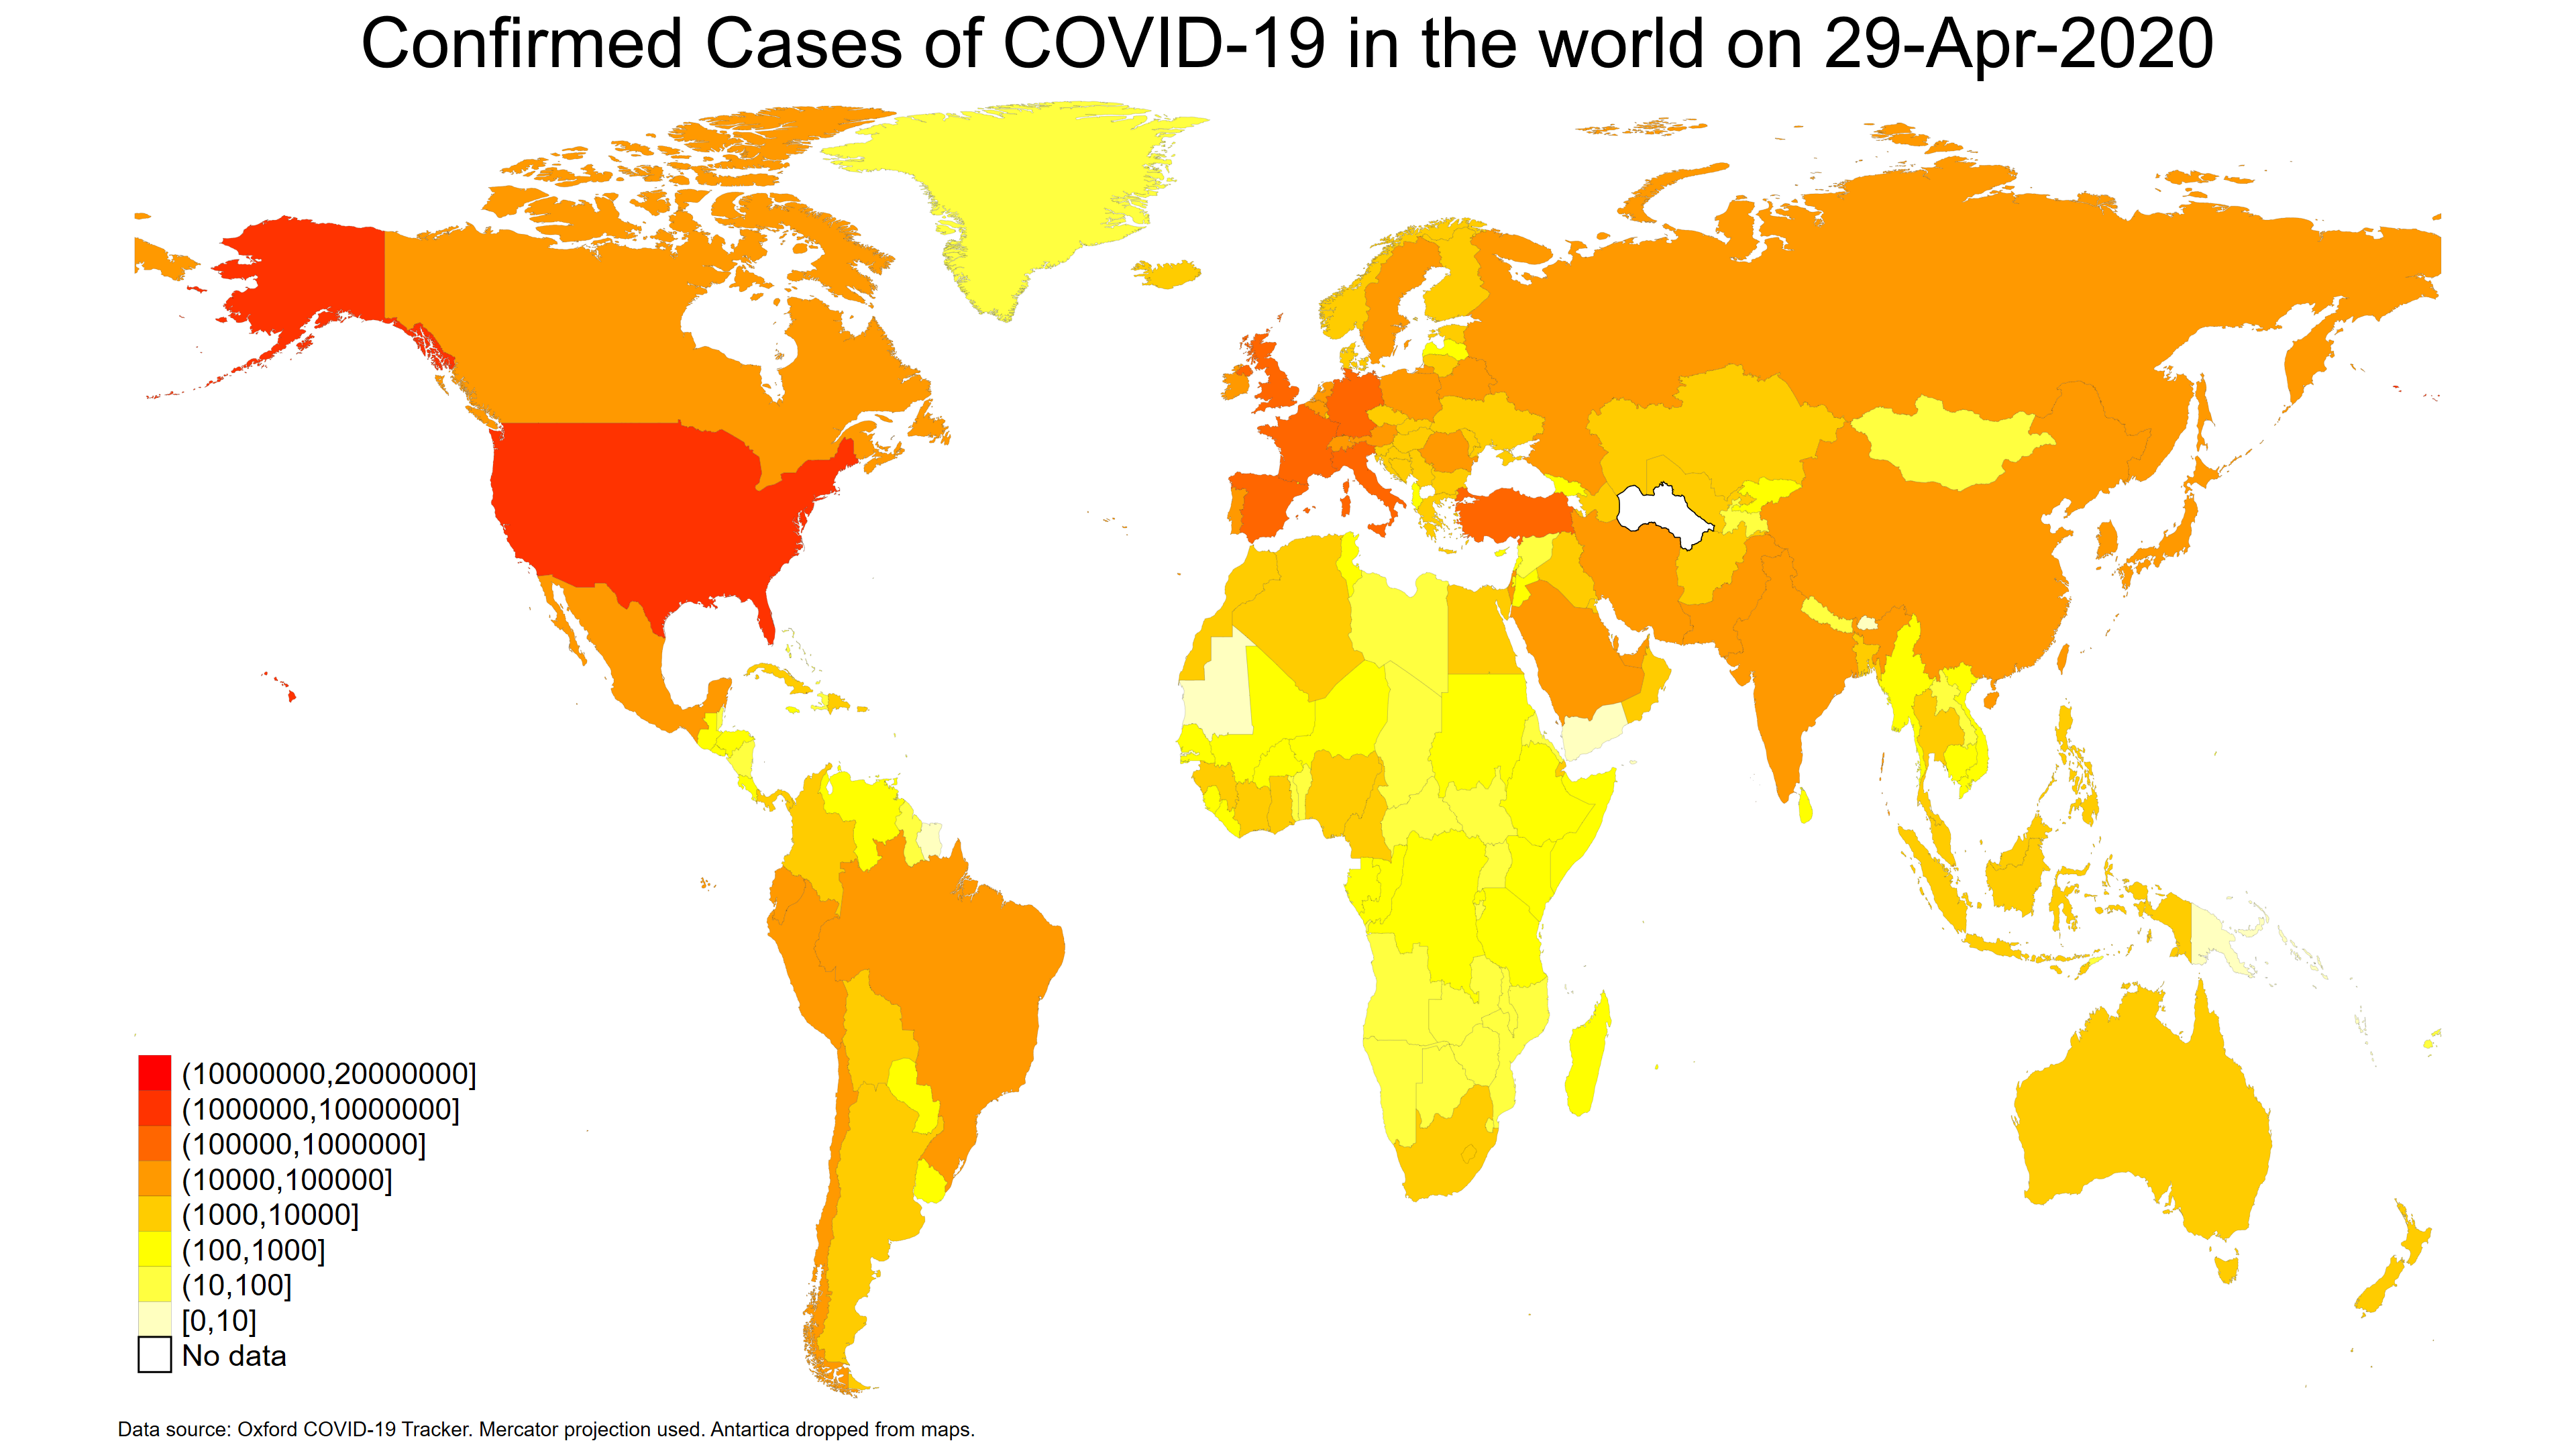 Confirmed Cases of COVID-19 in the world on 29-Apr-2020
(10000000,20000000]
(1000000,10000000]
(100000,1000000]
(10000,100000]
(1000,10000]
(100,1000]
(10,100]
[0,10]
No data
Data source: Oxford COVID-19 Tracker. Mercator projection used. Antartica dropped from maps.